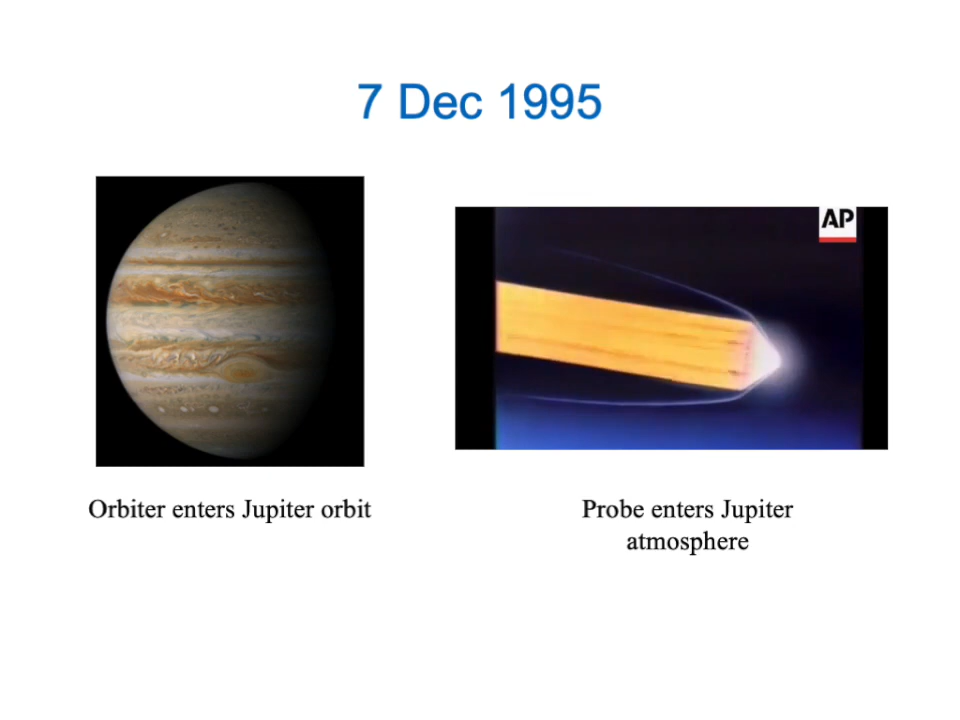 7 Dec 1995
AP
Orbiter enters Jupiter orbit
Probe enters Jupiter
atmosphere